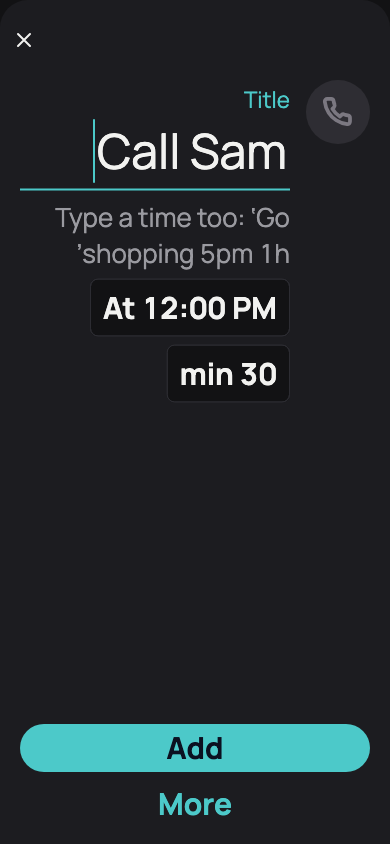 Title
Call Sam
Type a time too: 'Go
'shopping 5pm 1h
At 12:00 PM
min 30
Add
More